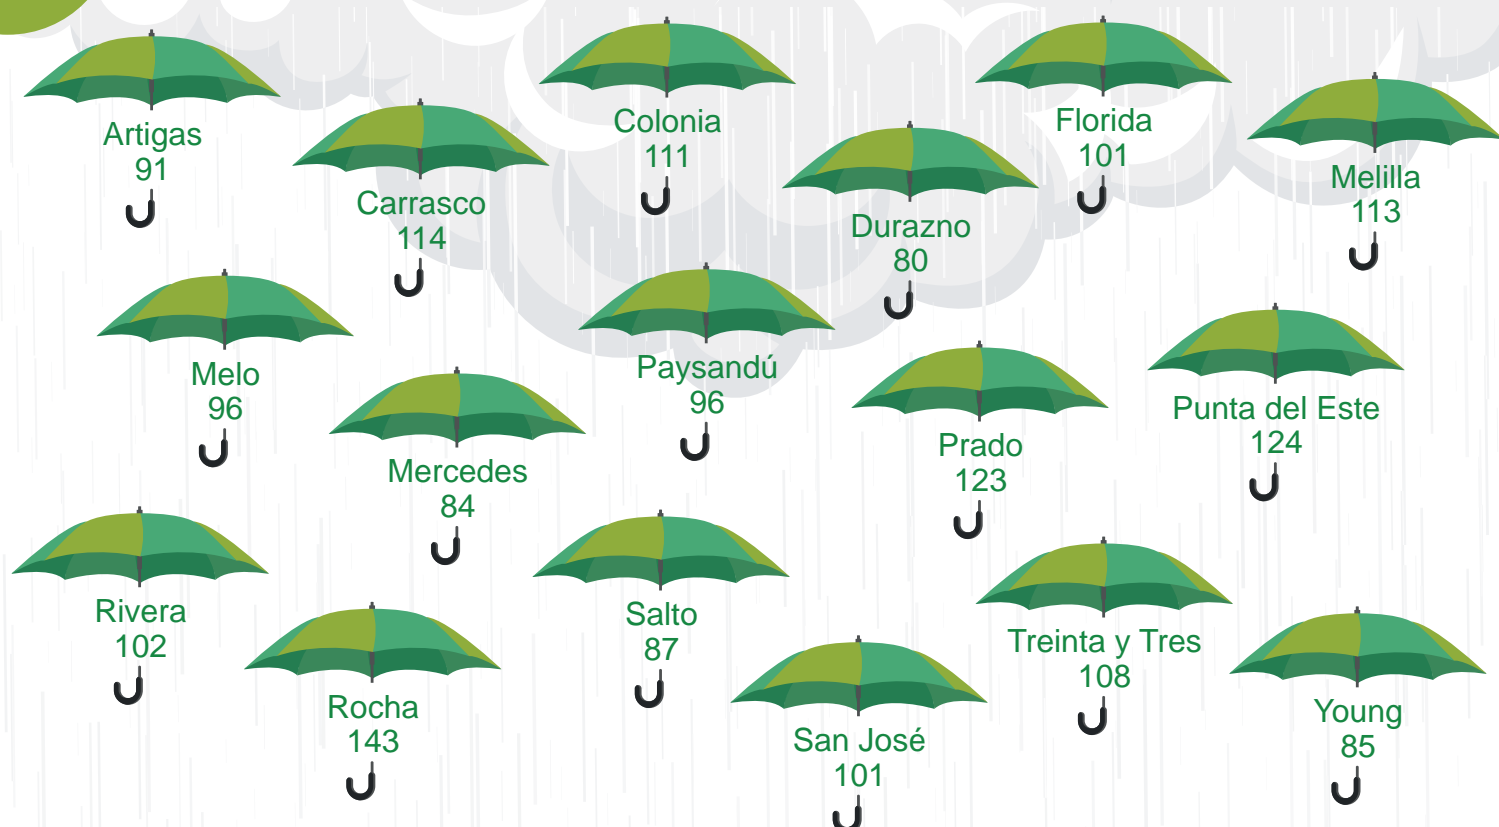 Artigas
91
Carrasco
114
Colonia
111
Durazno
80
Florida
101
Melilla
113
Melo
96
Mercedes
84
Paysandú
96
Prado
123
Punta del Este
124
Rivera
102
Rocha
143
Salto
87
San José
101
Treinta y Tres
108
Young
85